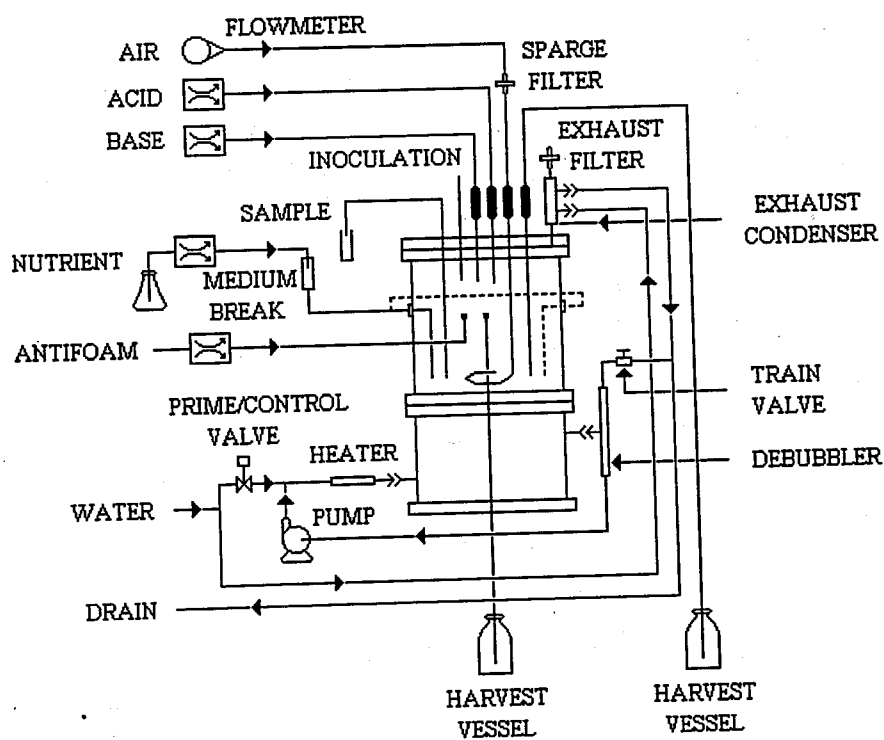 FLOWMETER
AIR
SPARGE
FILTER
ACID
BASE
EXHAUST
FILTER
INOCULATION
SAMPLE
EXHAUST
CONDENSER
NUTRIENT
MEDIUM
BREAK
ANTIFOAM
TRAIN
VALVE
PRIME/CONTROL
VALVE
HEATER
DEBUBBLER
WATER
PUMP
DRAIN
HARVEST
VESSEL
HARVEST
VESSEL